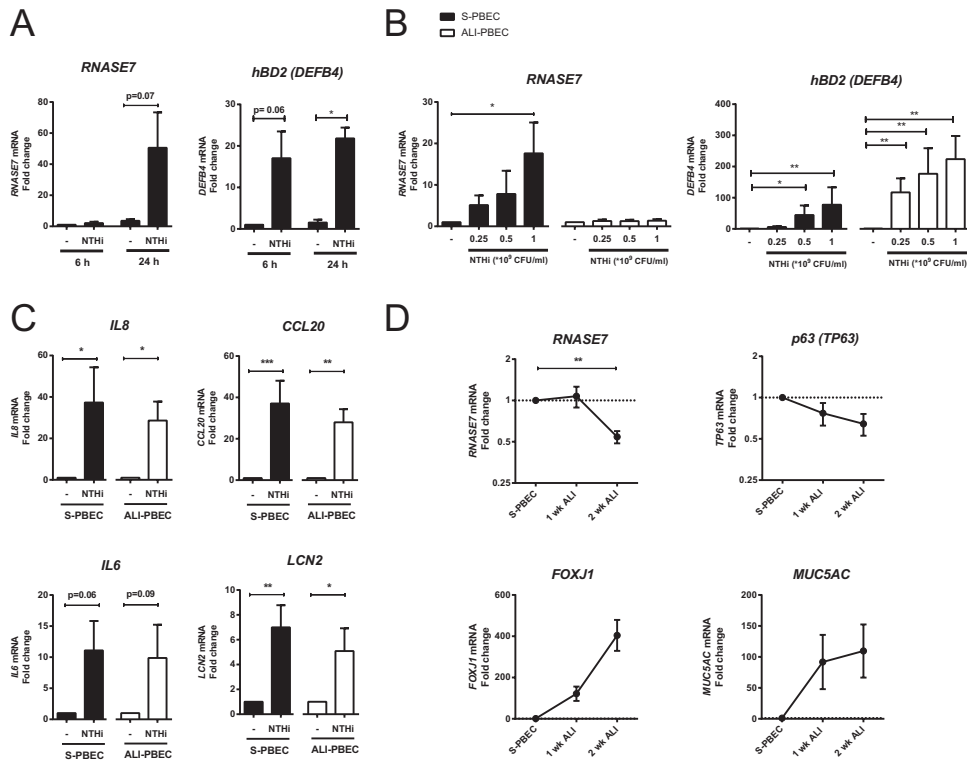 A
RNASE7
RNASE7 mRNA
Fold change
80
60
40
20
0
p=0.07
- NTHi - NTHi
6 h 24 h
hBD2 (DEFB4)
DEFB4 mRNA
Fold change
30
20
10
0
p= 0.06
*
- NTHi - NTHi
6 h 24 h
B
S-PBEC
ALI-PBEC
RNASE7
RNASE7 mRNA
Fold change
30
20
10
0
*
- 0.25 0.5 1 - 0.25 0.5 1
NTHi (*10⁹ CFU/ml) NTHi (*10⁹ CFU/ml)
hBD2 (DEFB4)
DEFB4 mRNA
Fold change
400
300
200
100
0
**
*
**
**
**
- 0.25 0.5 1 - 0.25 0.5 1
NTHi (*10⁹ CFU/ml) NTHi (*10⁹ CFU/ml)
C
IL8
IL8 mRNA
Fold change
60
40
20
0
* *
- NTHi - NTHi
S-PBEC ALI-PBEC
CCL20
CCL20 mRNA
Fold change
60
40
20
0
*** **
- NTHi - NTHi
S-PBEC ALI-PBEC
IL6
IL6 mRNA
Fold change
20
15
10
5
0
p=0.06 p=0.09
- NTHi - NTHi
S-PBEC ALI-PBEC
LCN2
LCN2 mRNA
Fold change
10
8
6
4
2
0
** *
- NTHi - NTHi
S-PBEC ALI-PBEC
D
RNASE7
RNASE7 mRNA
Fold change
2
1
0.5
0.25
**
S-PBEC 1 wk ALI 2 wk ALI
p63 (TP63)
TP63 mRNA
Fold change
2
1
0.5
0.25
S-PBEC 1 wk ALI 2 wk ALI
FOXJ1
FOXJ1 mRNA
Fold change
600
400
200
0
S-PBEC 1 wk ALI 2 wk ALI
MUC5AC
MUC5AC mRNA
Fold change
200
150
100
50
0
S-PBEC 1 wk ALI 2 wk ALI